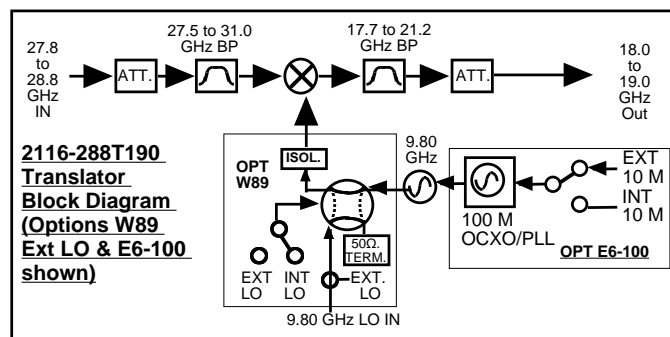 27.8
to
28.8
GHz
IN
ATT.
27.5 to 31.0
GHz BP
17.7 to 21.2
GHz BP
ATT.
18.0
to
19.0
GHz
Out
2116-288T190
Translator
Block Diagram
(Options W89
Ext LO & E6-100
shown)
OPT
W89
ISOL.
EXT
LO
INT
LO
50Ω.
TERM.
EXT.
LO
9.80 GHz LO IN
9.80
GHz
100 M
OCXO/PLL
EXT
10 M
INT
10 M
OPT E6-100